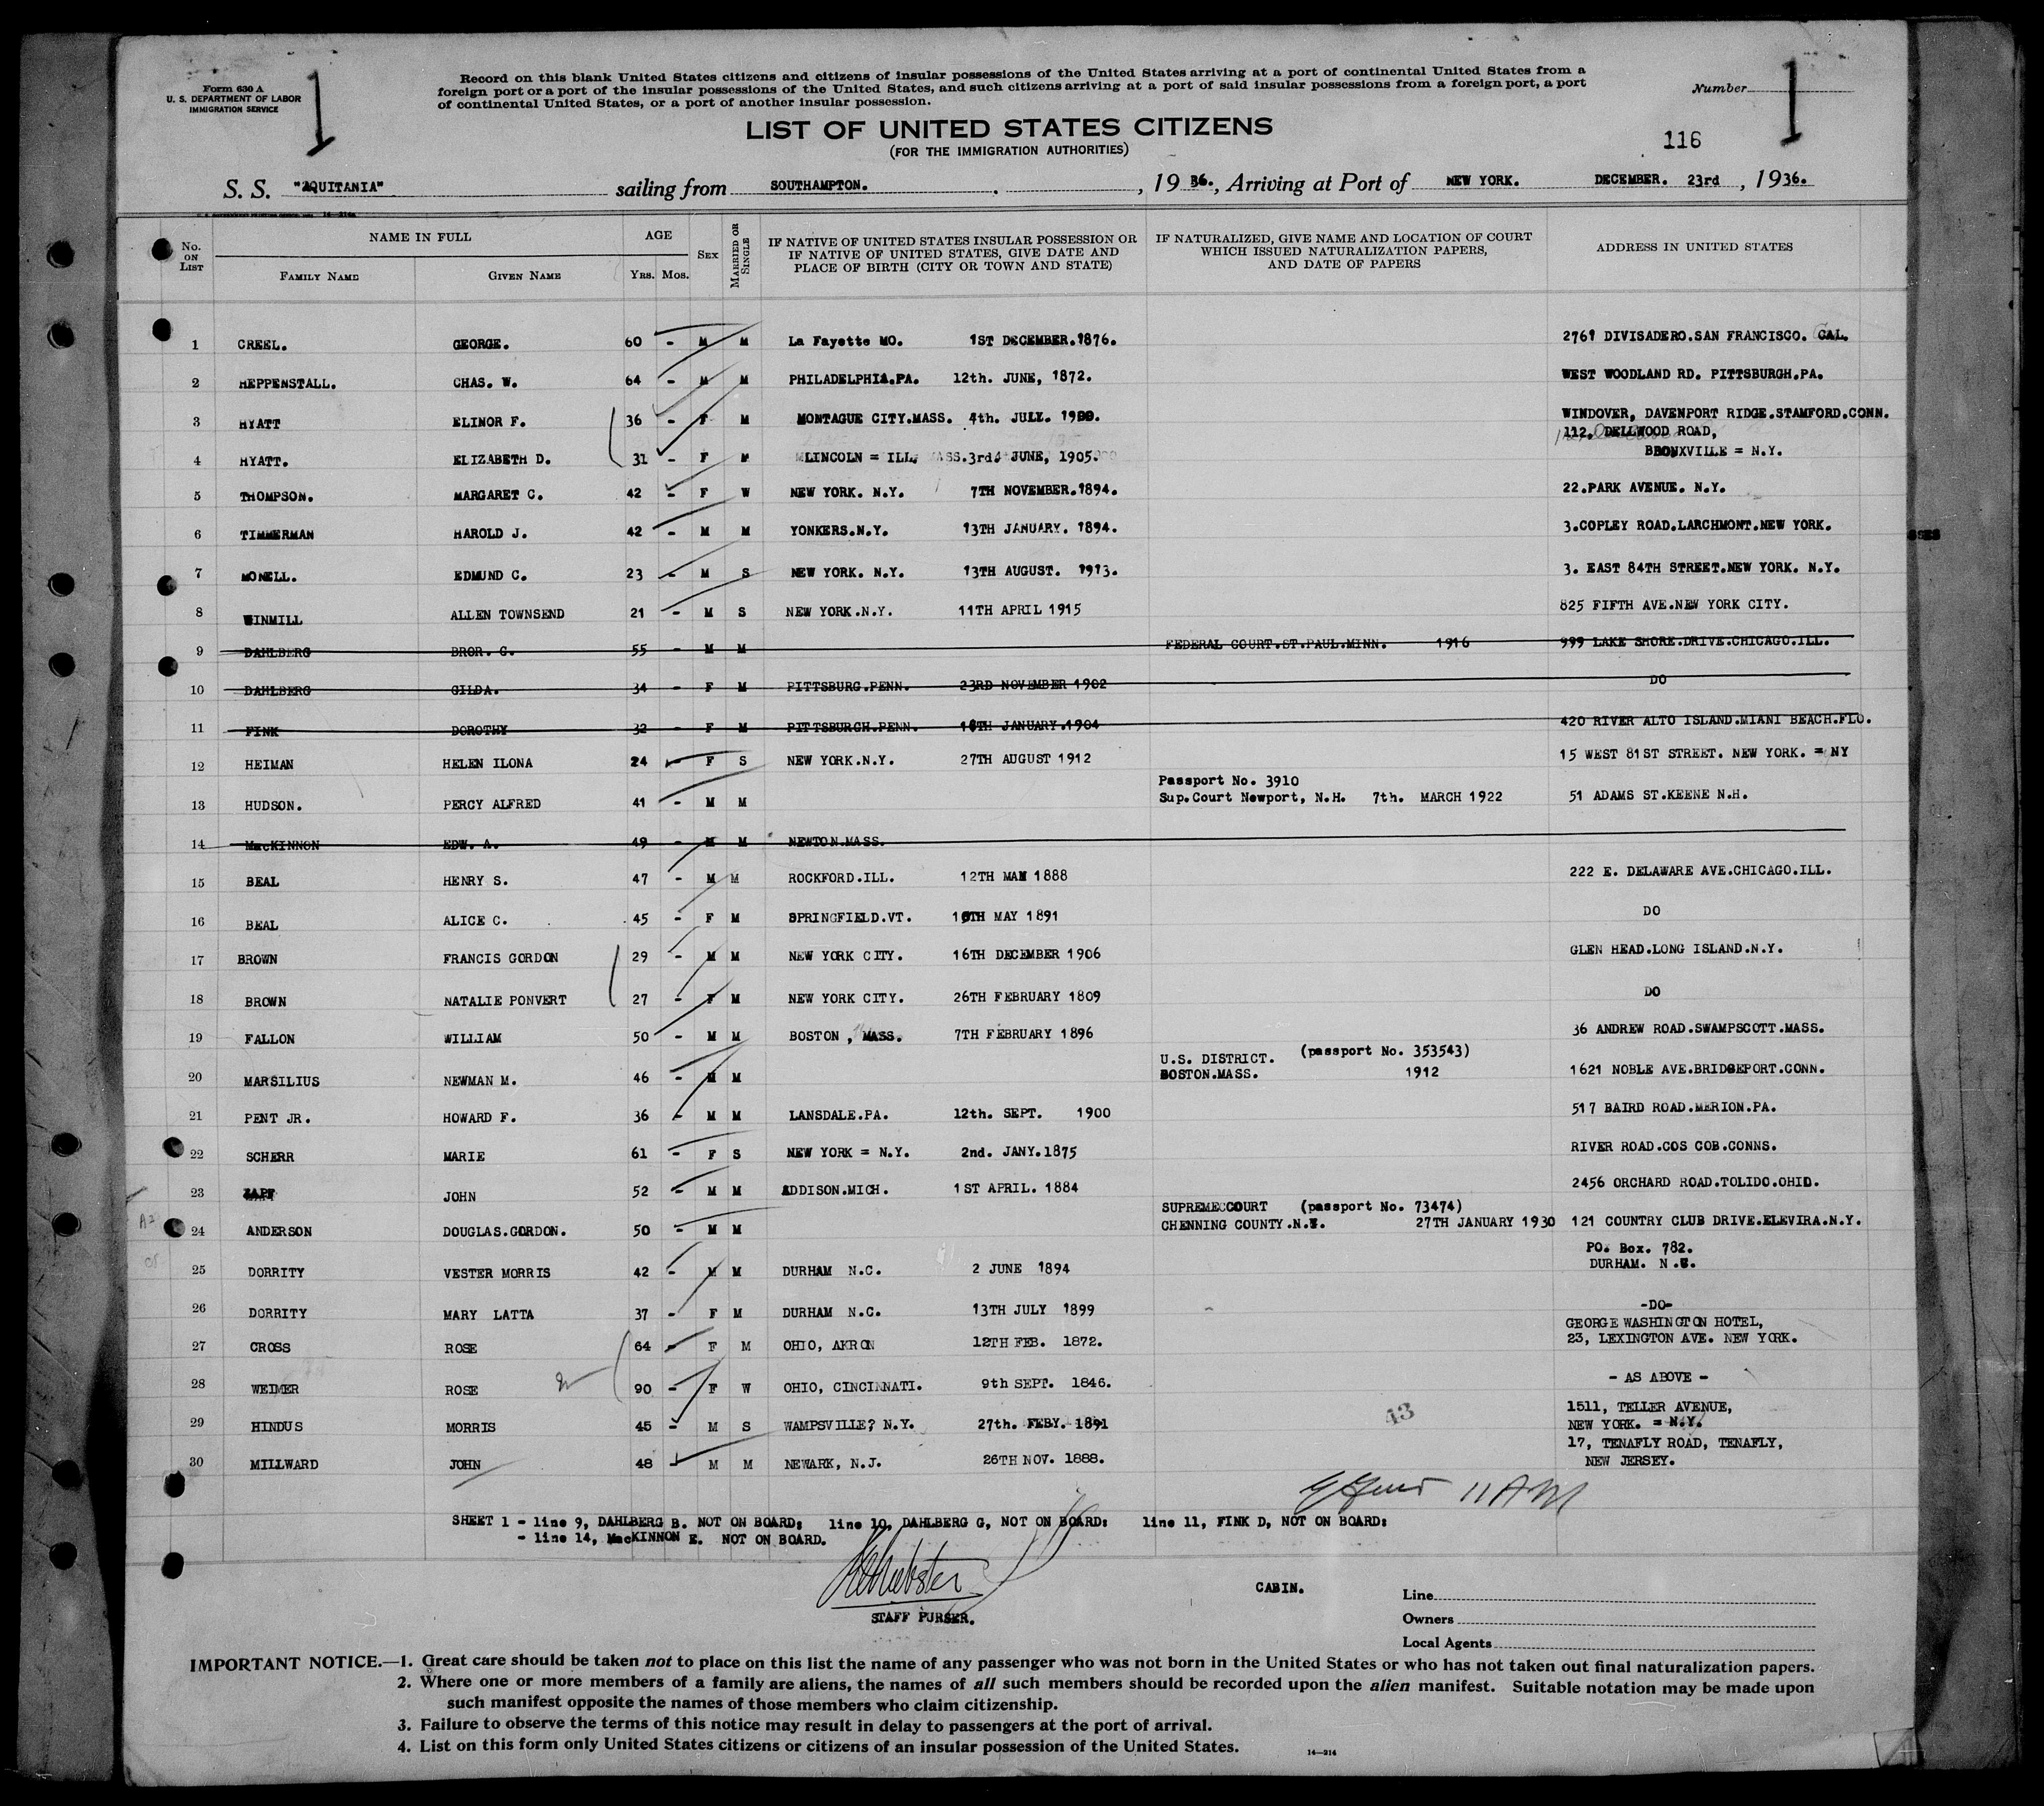 Form 630 A
U. S. DEPARTMENT OF LABOR
IMMIGRATION SERVICE
1
Record on this blank United States citizens and citizens of insular possessions of the United States arriving at a port of continental United States from a
foreign port or a port of the insular possessions of the United States, and such citizens arriving at a port of said insular possessions from a foreign port, a port
of continental United States, or a port of another insular possession.
Number
1
LIST OF UNITED STATES CITIZENS
(FOR THE IMMIGRATION AUTHORITIES)
116
S. S. "AQUITANIA" sailing from SOUTHAMPTON. , 19 36., Arriving at Port of NEW YORK. DECEMBER. 23rd , 1936.
No. ON LIST
NAME IN FULL
FAMILY NAME GIVEN NAME
AGE
YRS. MOS.
SEX
MARRIED OR SINGLE
IF NATIVE OF UNITED STATES INSULAR POSSESSION OR
IF NATIVE OF UNITED STATES, GIVE DATE AND
PLACE OF BIRTH (CITY OR TOWN AND STATE)
IF NATURALIZED, GIVE NAME AND LOCATION OF COURT
WHICH ISSUED NATURALIZATION PAPERS,
AND DATE OF PAPERS
ADDRESS IN UNITED STATES
1 CREEL. GEORGE. 60 - M M La Fayette MO. 1ST DECEMBER.1876. 2761 DIVISADERO.SAN FRANCISCO. CAL.
2 HEPPENSTALL. CHAS. W. 64 - M M PHILADELPHIA.PA. 12th. JUNE, 1872. WEST WOODLAND RD. PITTSBURGH.PA.
3 HYATT ELINOR F. 36 - F M MONTAGUE CITY.MASS. 4th. JULL. 1900. WINDOVER, DAVENPORT RIDGE.STAMFORD.CONN.
112, DELLWOOD ROAD,
4 HYATT. ELIZABETH D. 31 - F M LINCOLN = ILL. 3rd. JUNE, 1905. BRONXVILLE = N.Y.
5 THOMPSON. MARGARET C. 42 - F W NEW YORK. N.Y. 7TH NOVEMBER.1894. 22.PARK AVENUE. N.Y.
6 TIMMERMAN HAROLD J. 42 - M M YONKERS.N.Y. 13TH JANUARY. 1894. 3.COPLEY ROAD.LARCHMONT.NEW YORK.
7 MONELL. EDMUND C. 23 - M S NEW YORK. N.Y. 13TH AUGUST. 1913. 3. EAST 84TH STREET.NEW YORK. N.Y.
8 WINMILL ALLEN TOWNSEND 21 - M S NEW YORK.N.Y. 11TH APRIL 1915 825 FIFTH AVE.NEW YORK CITY.
9 DAHLBERG BROR. G. 55 - M M FEDERAL COURT.ST.PAUL.MINN. 1916 999 LAKE SHORE.DRIVE.CHICAGO.ILL.
10 DAHLBERG GILDA. 34 - F M PITTSBURG.PENN. 23RD NOVEMBER 1902 DO
11 FINK DOROTHY 32 - F M PITTSBURGH.PENN. 16TH JANUARY.1904 420 RIVER ALTO ISLAND.MIANI BEACH.FLO.
12 HEIMAN HELEN ILONA 24 - F S NEW YORK.N.Y. 27TH AUGUST 1912 15 WEST 81ST STREET. NEW YORK. = NY
Passport No. 3910
13 HUDSON. PERCY ALFRED 41 - M M Sup.Court Newport, N.H. 7th. MARCH 1922 51 ADAMS ST.KEENE N.H.
14 MacKINNON EDW. A. 49 - M M NEWTON.MASS.
15 BEAL HENRY S. 47 - M M ROCKFORD.ILL. 12TH MAY 1888 222 E. DELAWARE AVE.CHICAGO.ILL.
16 BEAL ALICE C. 45 - F M SPRINGFIELD.VT. MAY 1891 DO
17 BROWN FRANCIS GORDON 29 - M M NEW YORK CITY. 16TH DECEMBER 1906 GLEN HEAD.LONG ISLAND.N.Y.
18 BROWN NATALIE PONVERT 27 - F M NEW YORK CITY. 26TH FEBRUARY 1809 DO
19 FALLON WILLIAM 50 - M M BOSTON , MASS. 7TH FEBRUARY 1896 36 ANDREW ROAD.SWAMPSCOTT.MASS.
U.S. DISTRICT. (passport No. 353543)
20 MARSILIUS NEWMAN M. 46 - M M BOSTON.MASS. 1912 1621 NOBLE AVE.BRIDGEPORT.CONN.
21 PENT JR. HOWARD F. 36 - M M LANSDALE.PA. 12th. SEPT. 1900 517 BAIRD ROAD.MERION.PA.
22 SCHERR MARIE 61 - F S NEW YORK = N.Y. 2nd. JANY.1875 RIVER ROAD.COS COB.CONNS.
23 ZAPF JOHN 52 - M M ADDISON.MICH. 1ST APRIL. 1884 2456 ORCHARD ROAD.TOLIDO.OHIO.
SUPREME COURT (passport No. 73474)
24 ANDERSON DOUGLAS.GORDON. 50 - M M CHENNING COUNTY.N.Y. 27TH JANUARY 1930 121 COUNTRY CLUB DRIVE.ELEVIRA.N.Y.
PO. Box. 782.
25 DORRITY VESTER MORRIS 42 - M M DURHAM N.C. 2 JUNE 1894 DURHAM. N.C.
26 DORRITY MARY LATTA 37 - F M DURHAM N.C. 13TH JULY 1899 -DO-
GEORGE WASHINGTON HOTEL,
27 CROSS ROSE 64 - F M OHIO, AKRON 12TH FEB. 1872. 23, LEXINGTON AVE. NEW YORK.
28 WEIMER ROSE 90 - F W OHIO, CINCINNATI. 9th SEPT. 1846. - AS ABOVE -
1511, TELLER AVENUE,
29 HINDUS MORRIS 45 - M S WAMPSVILLE? N.Y. 27th. FEBY. 1891 43 NEW YORK. = N.Y.
17, TENAFLY ROAD, TENAFLY,
30 MILLWARD JOHN 48 - M M NEWARK, N.J. 26TH NOV. 1888. NEW JERSEY.
11 AM
SHEET 1 - line 9, DAHLBERG B. NOT ON BOARD: line 10, DAHLBERG G, NOT ON BOARD: line 11, FINK D, NOT ON BOARD:
- line 14, MacKINNON E. NOT ON BOARD.
STAFF PURSER.
CABIN.
Line
Owners
Local Agents
IMPORTANT NOTICE.—1. Great care should be taken not to place on this list the name of any passenger who was not born in the United States or who has not taken out final naturalization papers.
2. Where one or more members of a family are aliens, the names of all such members should be recorded upon the alien manifest. Suitable notation may be made upon
such manifest opposite the names of those members who claim citizenship.
3. Failure to observe the terms of this notice may result in delay to passengers at the port of arrival.
4. List on this form only United States citizens or citizens of an insular possession of the United States.
14—214